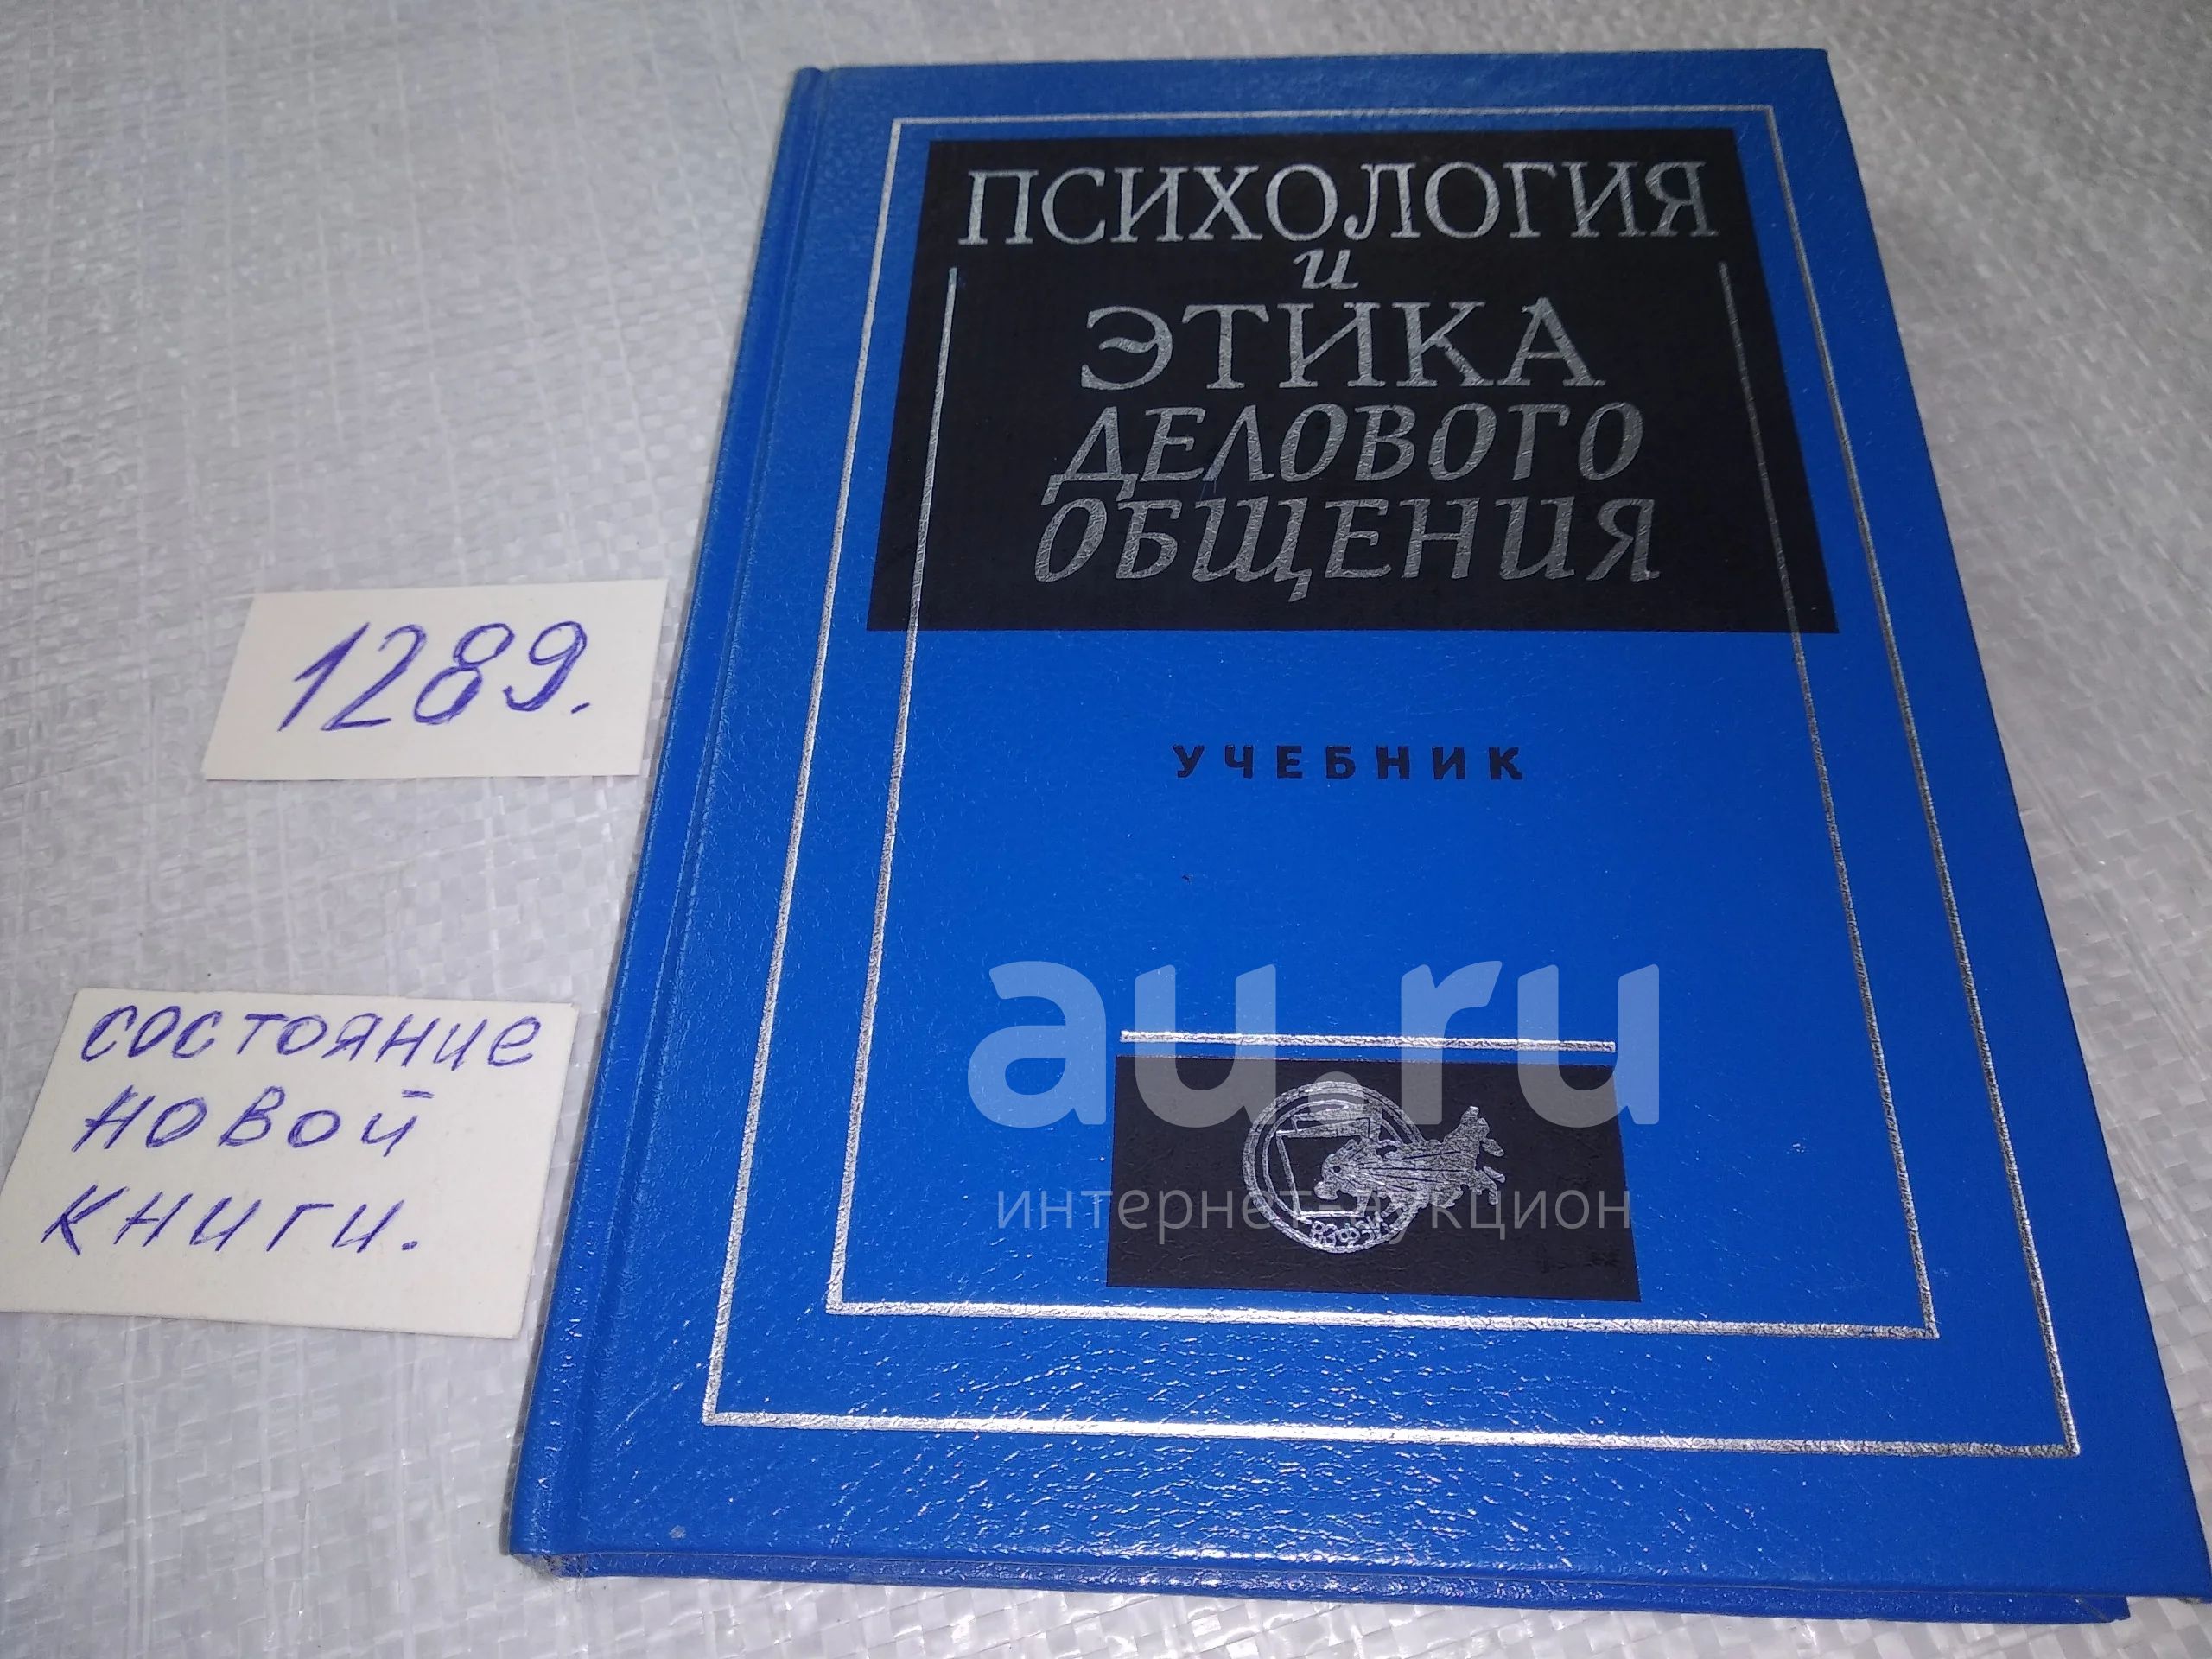 ПСИХОЛОГИЯ
и
ЭТИКА
ДЕЛОВОГО
ОБЩЕНИЯ
УЧЕБНИК
1289.
состояние
новой
книги.
au.ru
интернет-аукцион